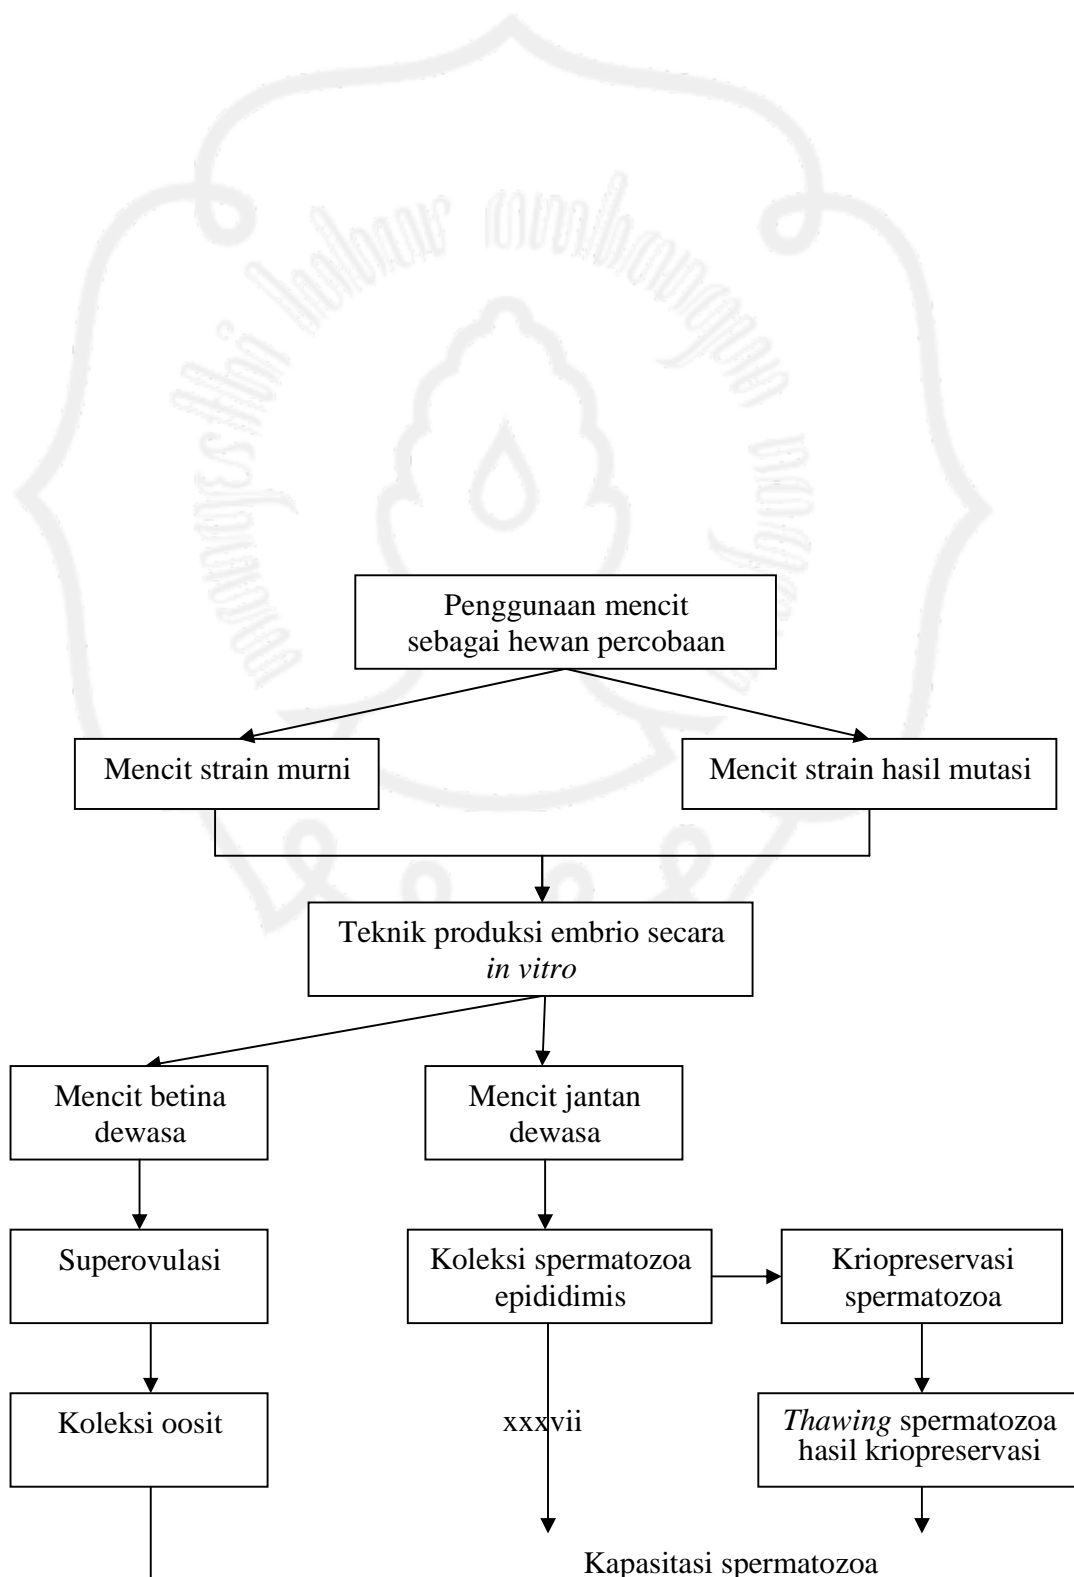 Penggunaan mencit
sebagai hewan percobaan
Mencit strain murni
Mencit strain hasil mutasi
Teknik produksi embrio secara
in vitro
Mencit betina
dewasa
Mencit jantan
dewasa
Superovulasi
Koleksi spermatozoa
epididimis
Kriopreservasi
spermatozoa
Koleksi oosit
xxxvii
Thawing spermatozoa
hasil kriopreservasi
Kapasitasi spermatozoa